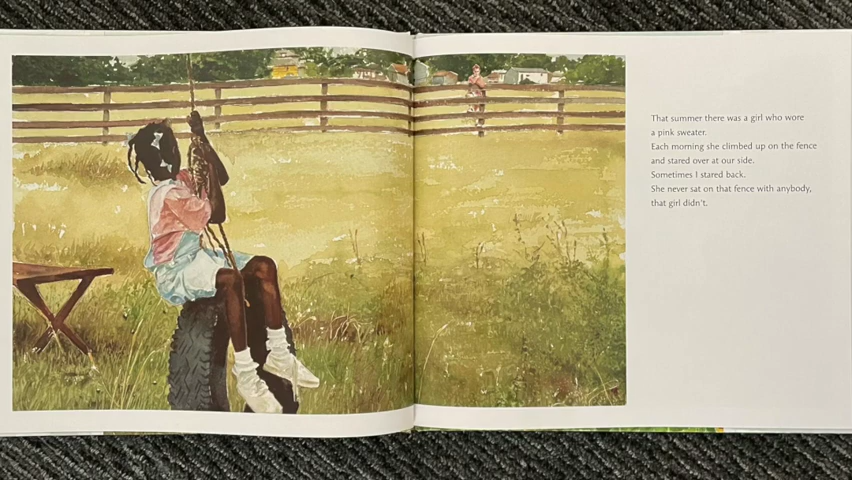 That summer there was a girl who wore
a pink sweater.
Each morning she climbed up on the fence
and stared over at our side.
Sometimes I stared back.
She never sat on that fence with anybody,
that girl didn't.